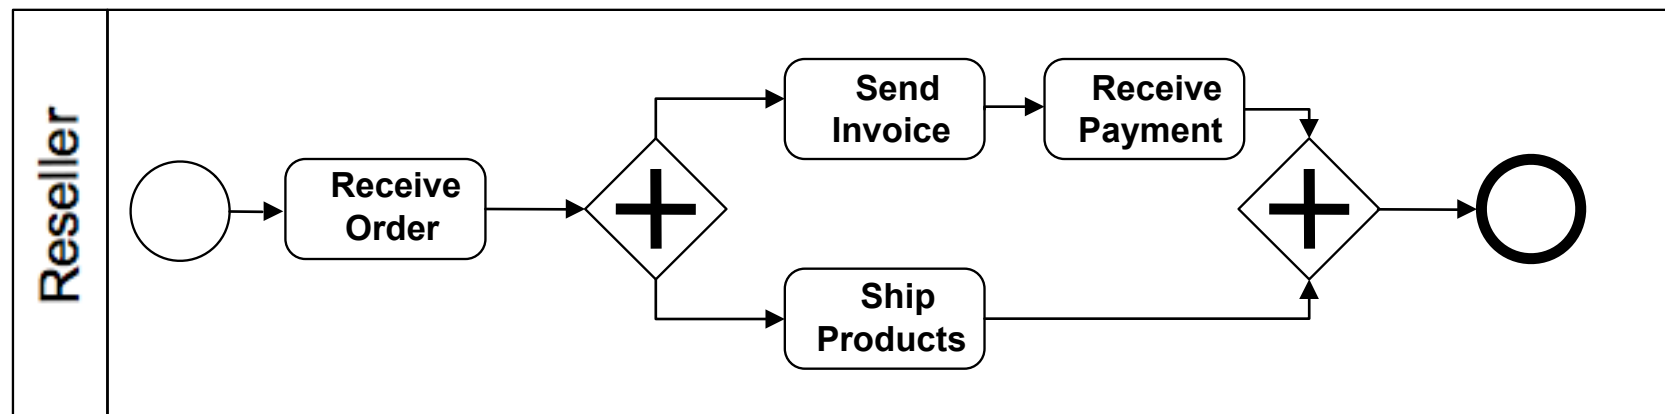 Reseller
Receive
Order
Send
Invoice
Receive
Payment
Ship
Products